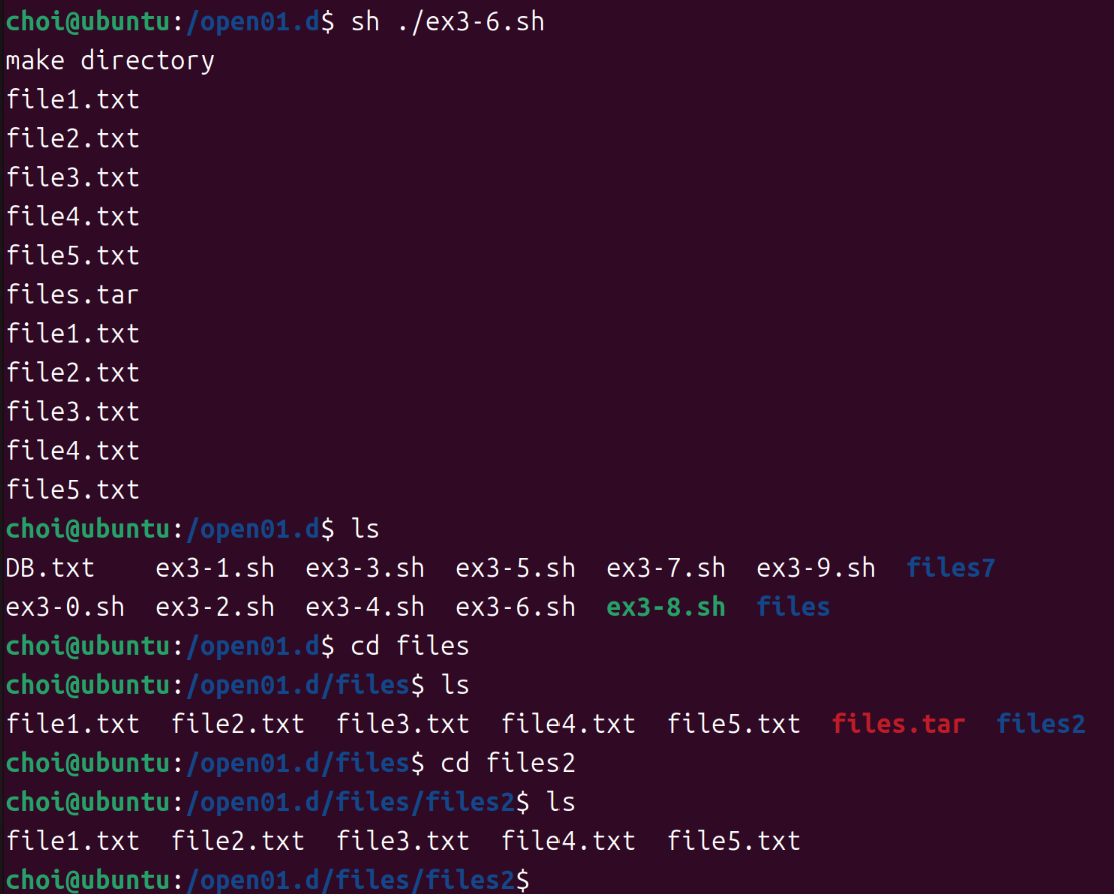 choi@ubuntu:/open01.d$ sh ./ex3-6.sh
make directory
file1.txt
file2.txt
file3.txt
file4.txt
file5.txt
files.tar
file1.txt
file2.txt
file3.txt
file4.txt
file5.txt
choi@ubuntu:/open01.d$ ls
DB.txt    ex3-1.sh  ex3-3.sh  ex3-5.sh  ex3-7.sh  ex3-9.sh  files7
ex3-0.sh  ex3-2.sh  ex3-4.sh  ex3-6.sh  ex3-8.sh  files
choi@ubuntu:/open01.d$ cd files
choi@ubuntu:/open01.d/files$ ls
file1.txt  file2.txt  file3.txt  file4.txt  file5.txt  files.tar  files2
choi@ubuntu:/open01.d/files$ cd files2
choi@ubuntu:/open01.d/files/files2$ ls
file1.txt  file2.txt  file3.txt  file4.txt  file5.txt
choi@ubuntu:/open01.d/files/files2$